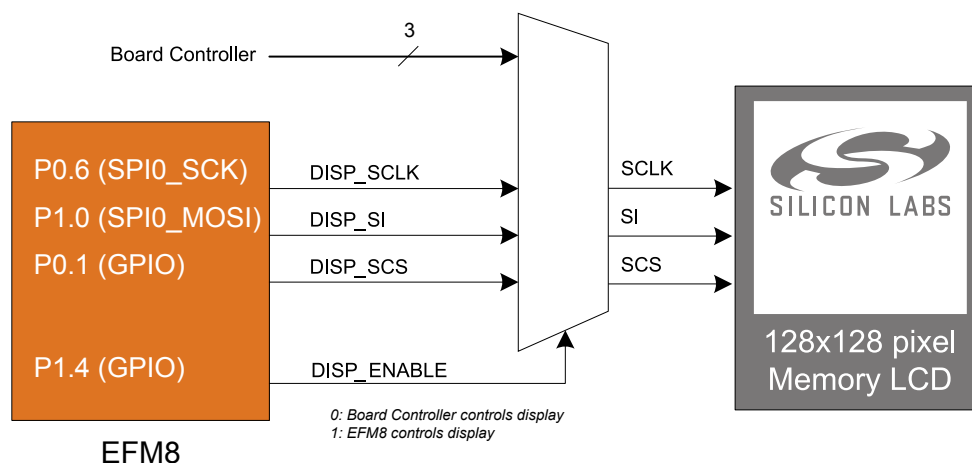 3
Board Controller
P0.6 (SPI0_SCK)
DISP_SCLK
SCLK
P1.0 (SPI0_MOSI)
DISP_SI
SI
P0.1 (GPIO)
DISP_SCS
SCS
P1.4 (GPIO)
DISP_ENABLE
0: Board Controller controls display
1: EFM8 controls display
EFM8
SILICON LABS
128x128 pixel
Memory LCD